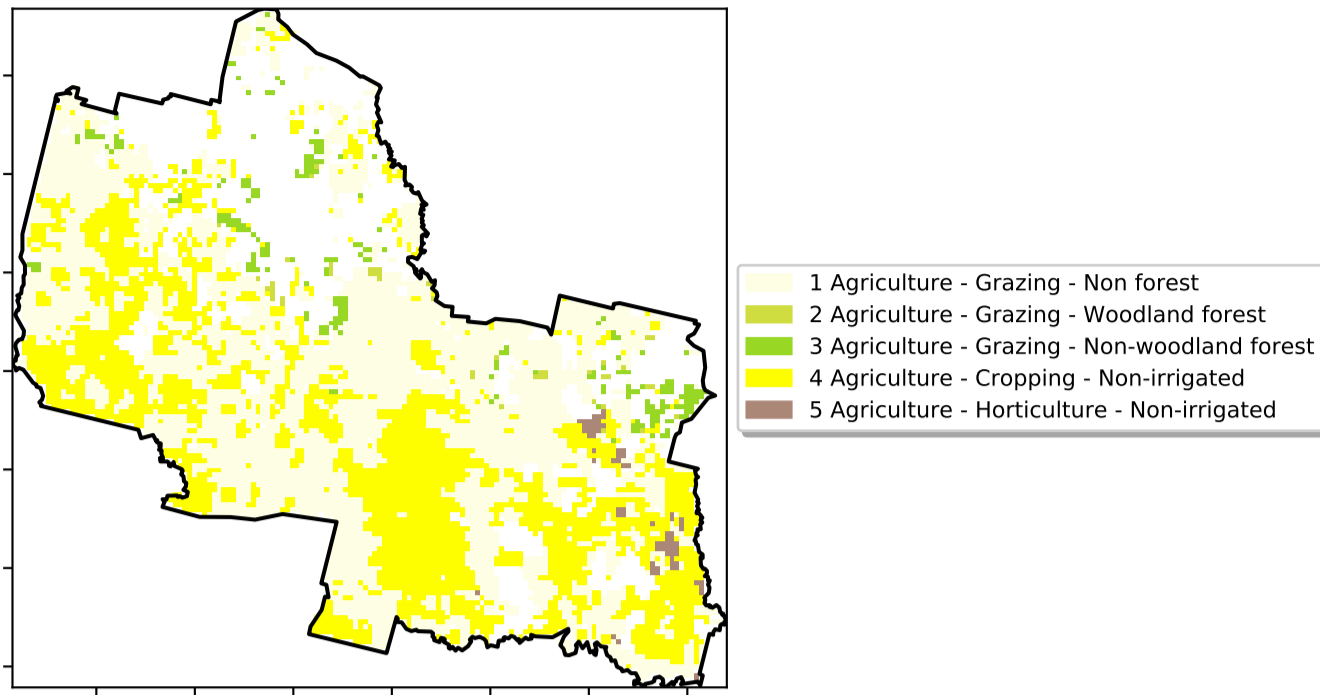 1 Agriculture - Grazing - Non forest
2 Agriculture - Grazing - Woodland forest
3 Agriculture - Grazing - Non-woodland forest
4 Agriculture - Cropping - Non-irrigated
5 Agriculture - Horticulture - Non-irrigated